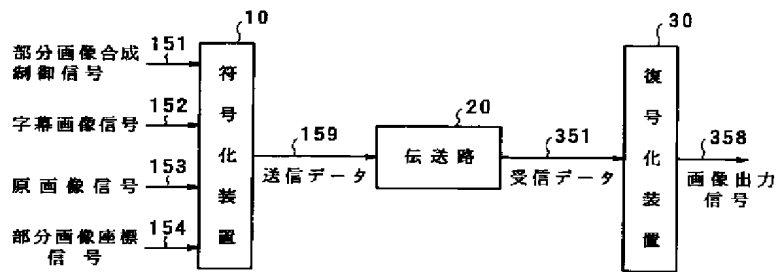 10
30
部分画像合成
制御信号
151
符号化装置
字幕画像信号
152
20
159
伝送路
351
復号化装置
358
送信データ
受信データ
画像出力
信号
原画像信号
153
部分画像座標
信号
154